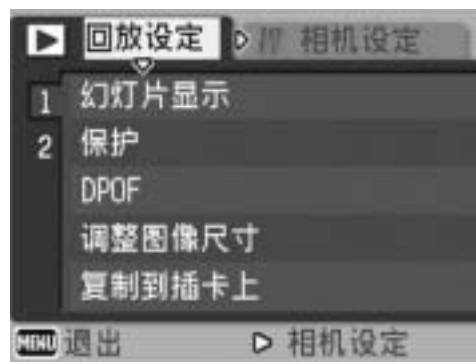 回放设定 相机设定
1 幻灯片显示
2 保护
DPOF
调整图像尺寸
复制到插卡上
MENU 退出 相机设定